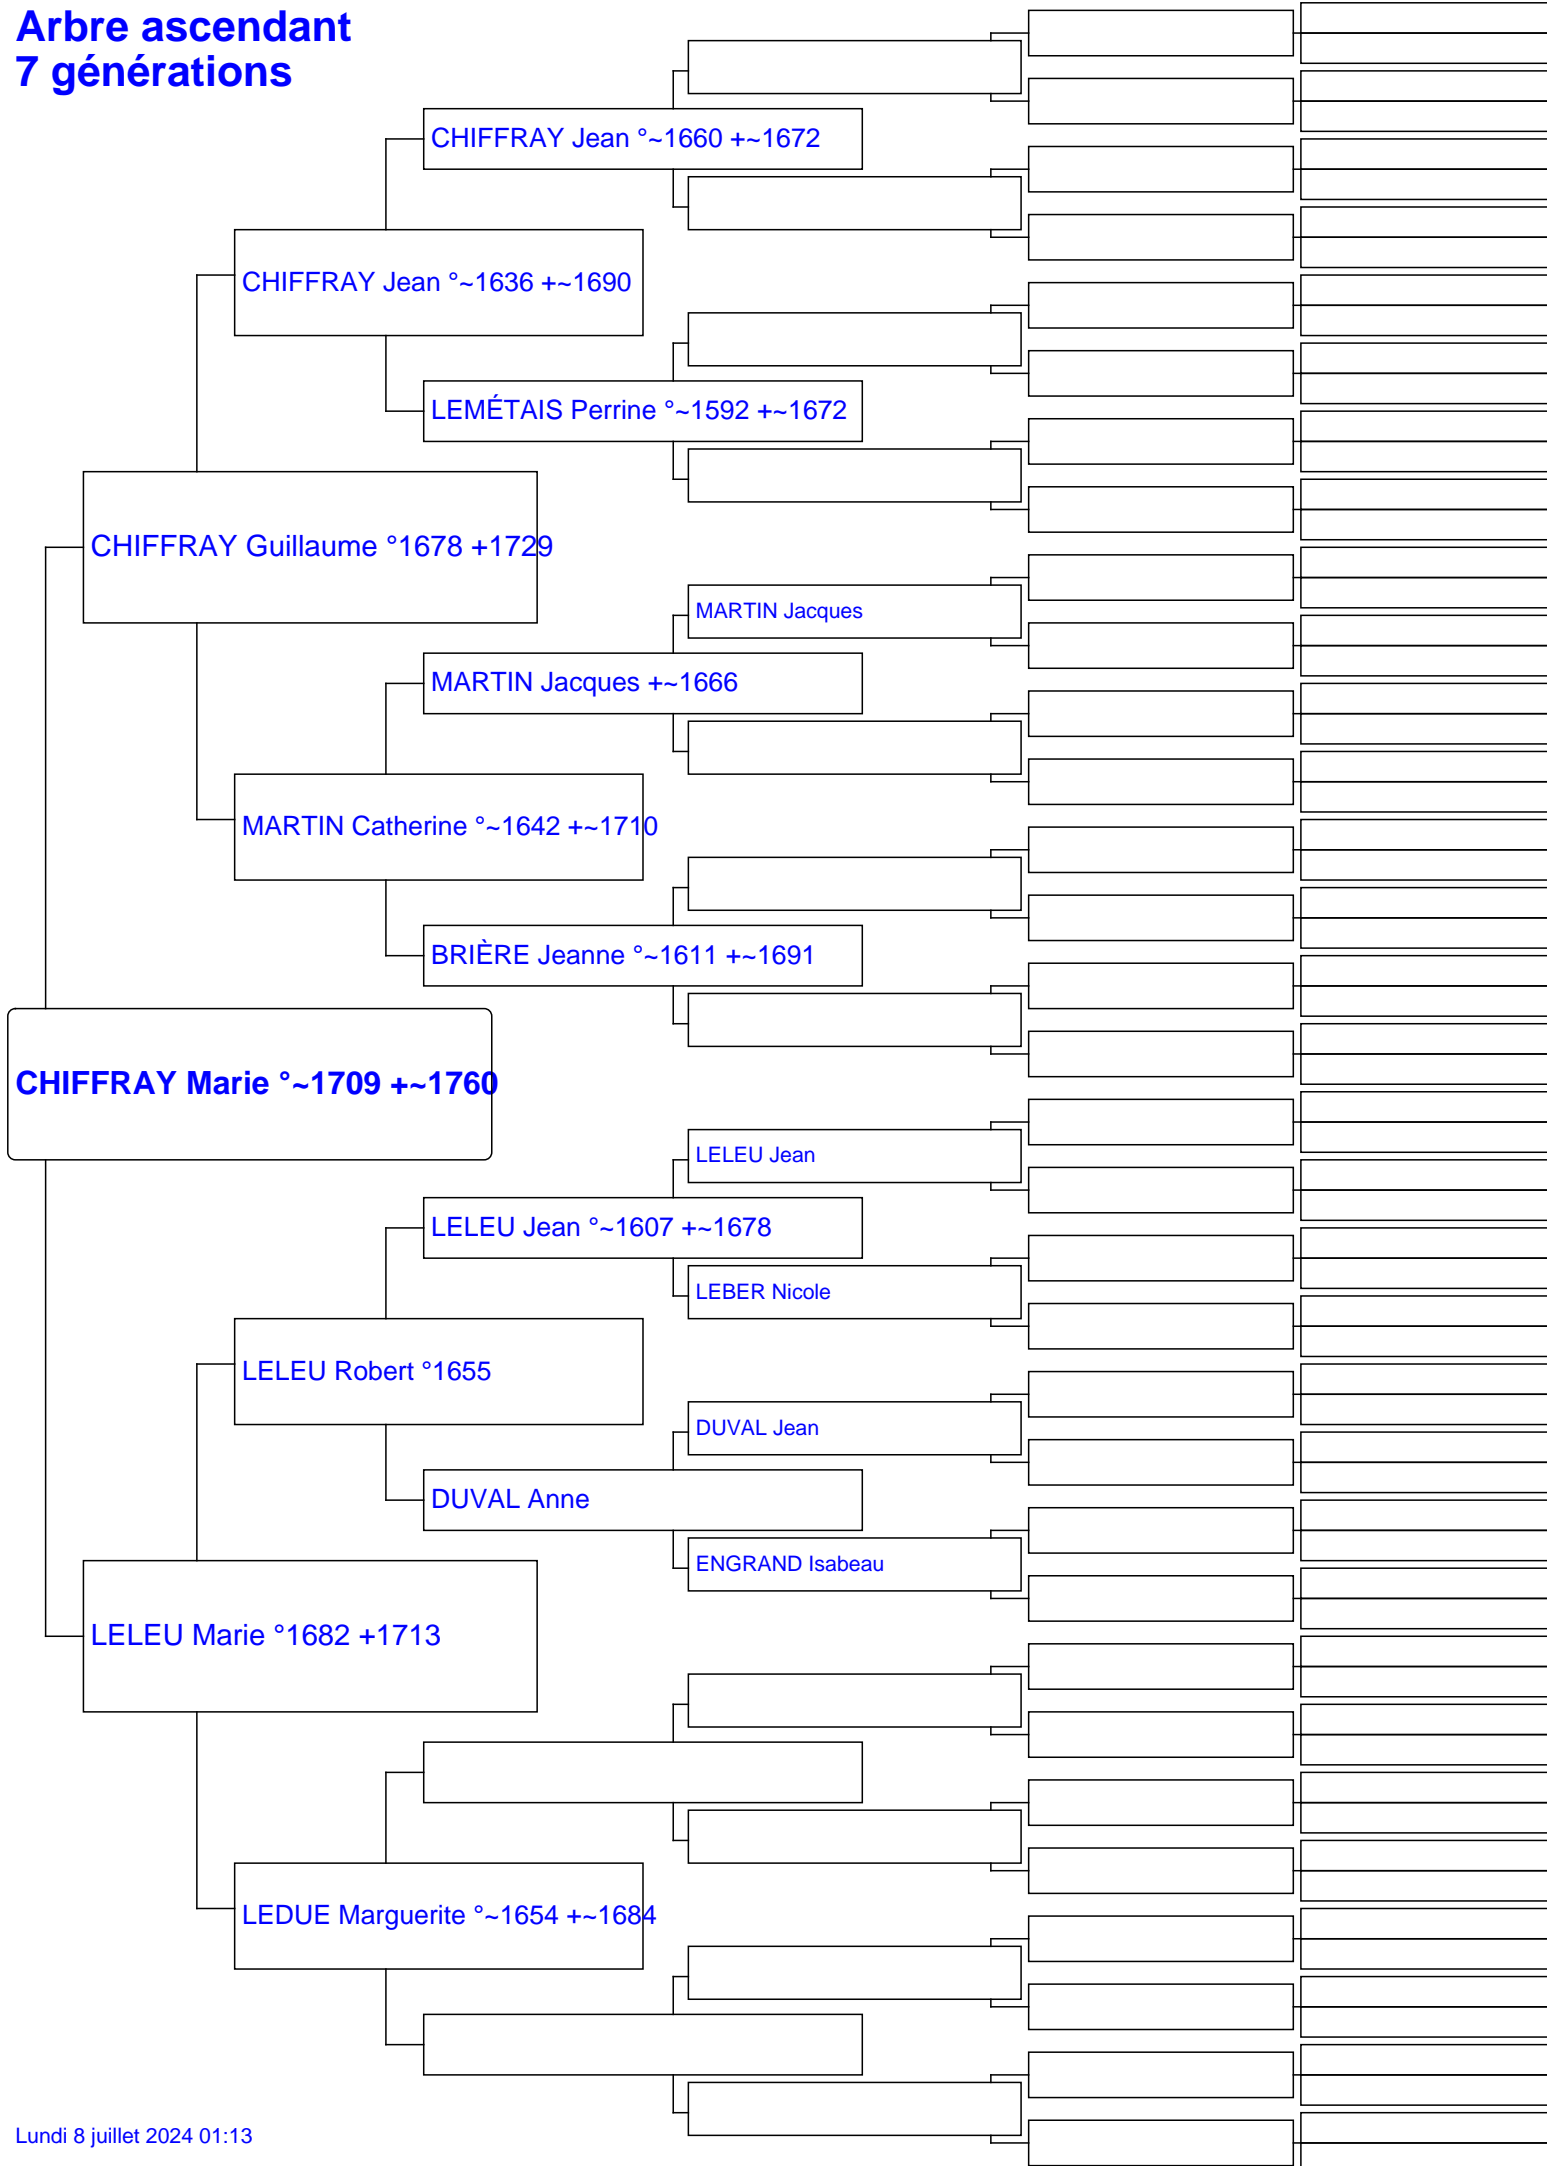 Arbre ascendant
7 générations
CHIFFRAY Jean °~1660 +~1672
CHIFFRAY Jean °~1636 +~1690
LEMÉTAIS Perrine °~1592 +~1672
CHIFFRAY Guillaume °1678 +1729
MARTIN Jacques
MARTIN Jacques +~1666
MARTIN Catherine °~1642 +~1710
BRIÈRE Jeanne °~1611 +~1691
CHIFFRAY Marie °~1709 +~1760
LELEU Jean
LELEU Jean °~1607 +~1678
LEBER Nicole
LELEU Robert °1655
DUVAL Jean
DUVAL Anne
ENGRAND Isabeau
LELEU Marie °1682 +1713
LEDUE Marguerite °~1654 +~1684
Lundi 8 juillet 2024 01:13